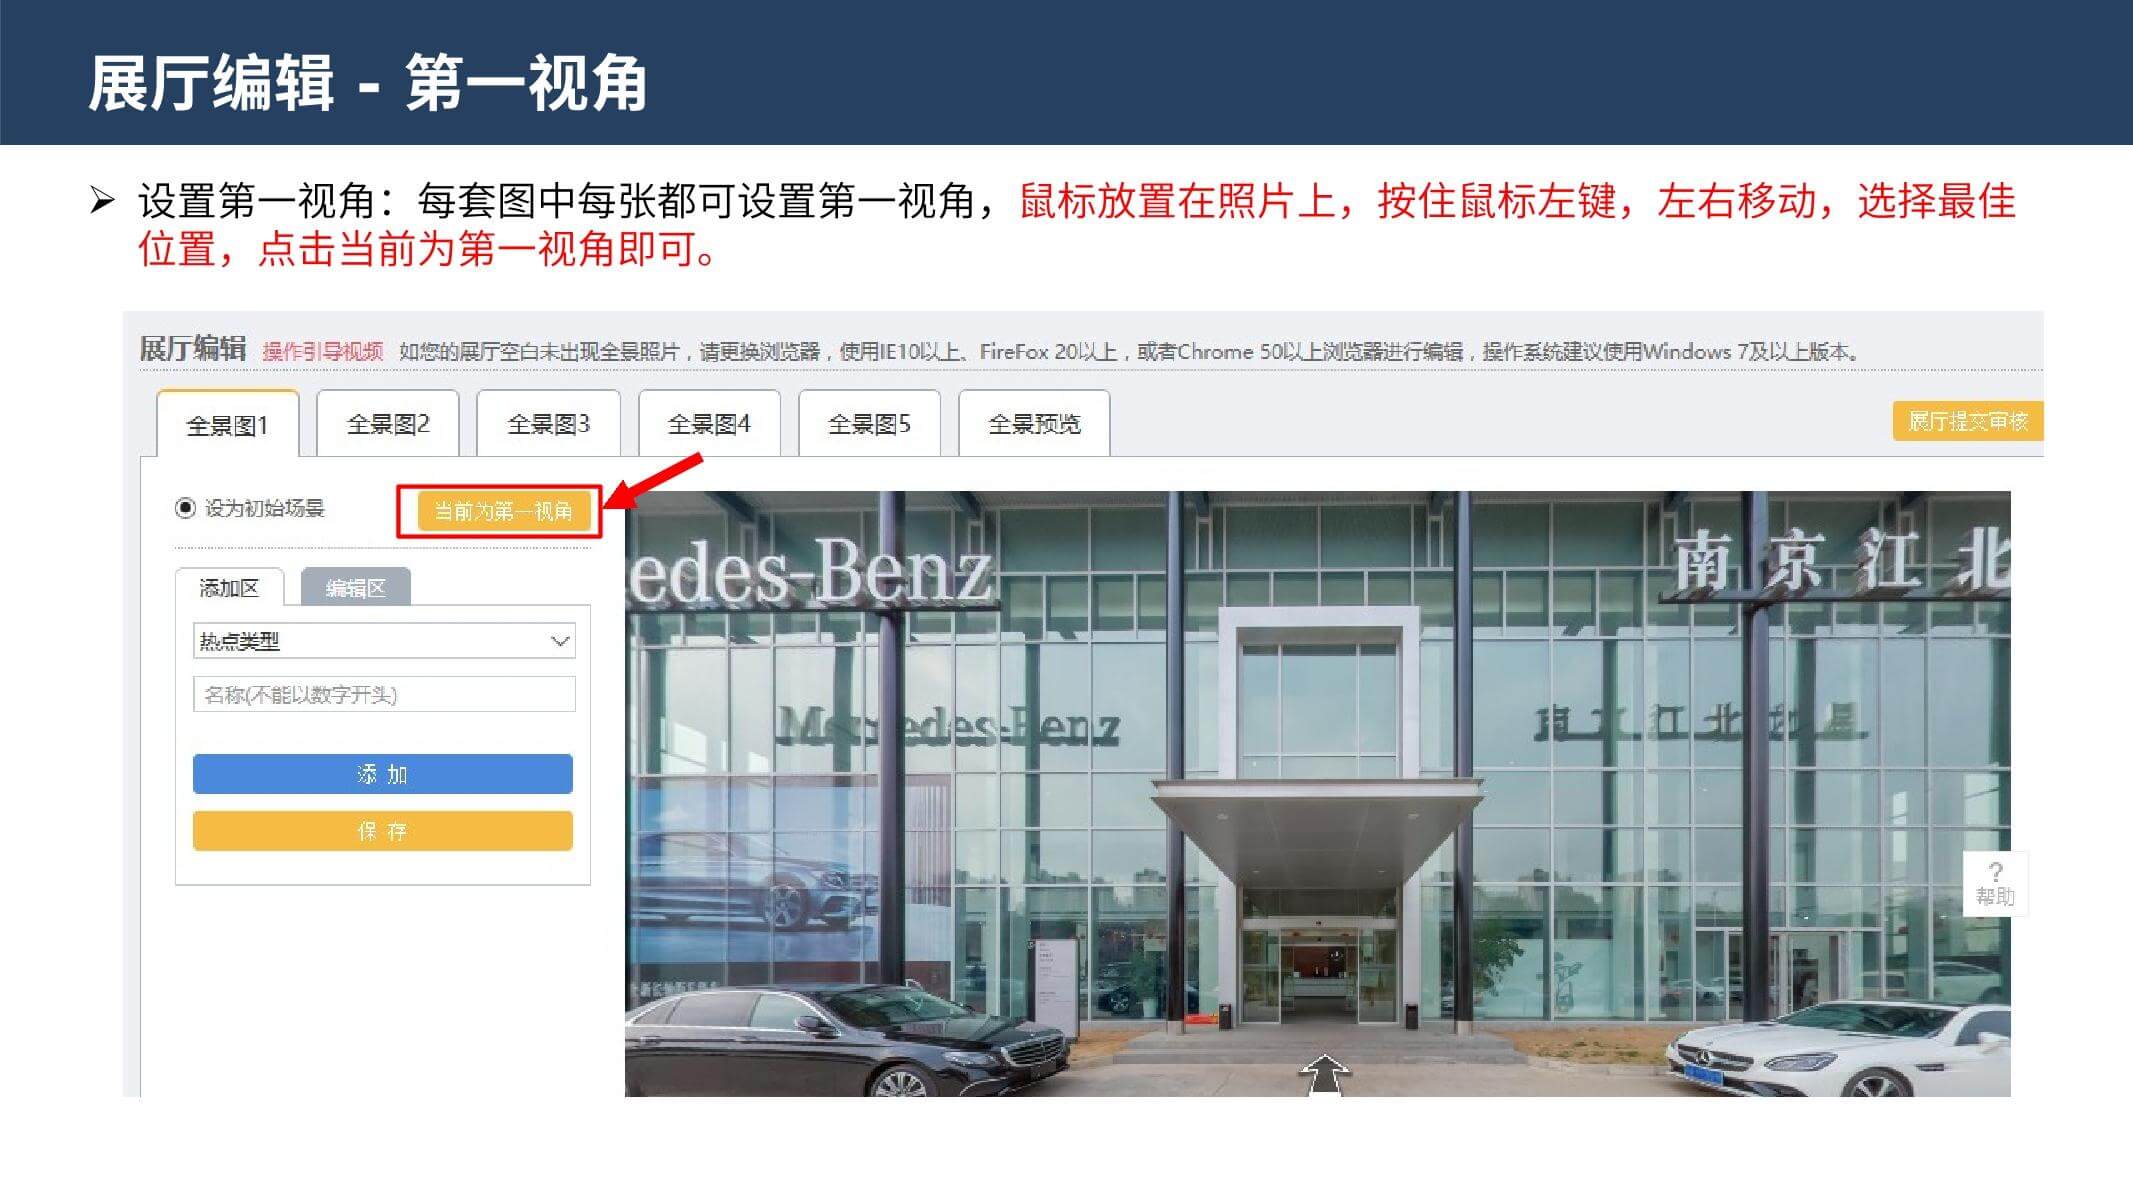 展厅编辑 - 第一视角
➢ 设置第一视角：每套图中每张都可设置第一视角，鼠标放置在照片上，按住鼠标左键，左右移动，选择最佳
位置，点击当前为第一视角即可。
展厅编辑 操作引导视频 如您的展厅空白未出现全景照片，请更换浏览器，使用IE10以上、FireFox 20以上，或者Chrome 50以上浏览器进行编辑，操作系统建议使用Windows 7及以上版本。
全景图1 全景图2 全景图3 全景图4 全景图5 全景预览
展厅提交审核
设为初始场景 当前为第一视角
添加区 编辑区
热点类型
名称(不能以数字开头)
添 加
保 存
edes-Benz
南京江北
Mercedes-Benz
?
帮助